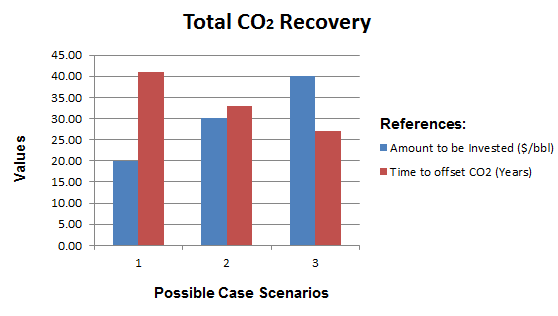 Total CO2 Recovery
45.00
40.00
35.00
30.00
25.00
20.00
15.00
10.00
5.00
0.00
Values
1 2 3
Possible Case Scenarios
References:
Amount to be Invested ($/bbl)
Time to offset CO2 (Years)